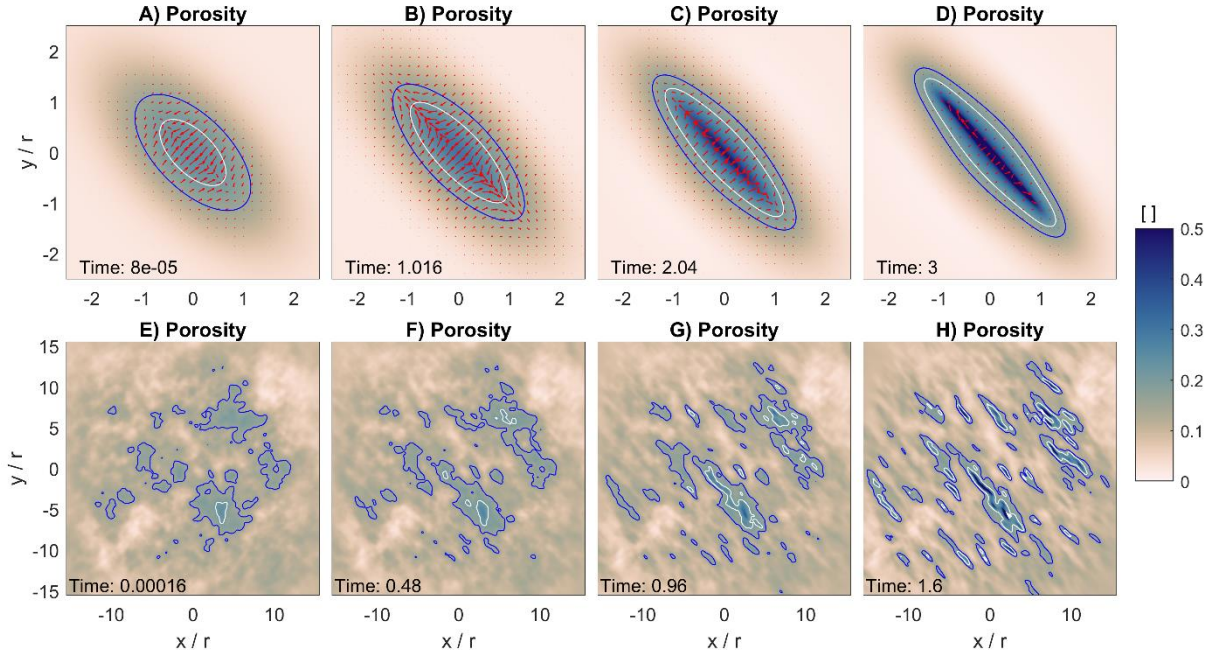 A) Porosity
B) Porosity
C) Porosity
D) Porosity
2
1
0
-1
-2
y / r
Time: 8e-05
Time: 1.016
Time: 2.04
Time: 3
-2 -1 0 1 2
-2 -1 0 1 2
-2 -1 0 1 2
-2 -1 0 1 2
[ ]
0.5
0.4
0.3
0.2
0.1
0
E) Porosity
F) Porosity
G) Porosity
H) Porosity
15
10
5
0
-5
-10
-15
y / r
Time: 0.00016
Time: 0.48
Time: 0.96
Time: 1.6
-10 0 10
-10 0 10
-10 0 10
-10 0 10
x / r
x / r
x / r
x / r